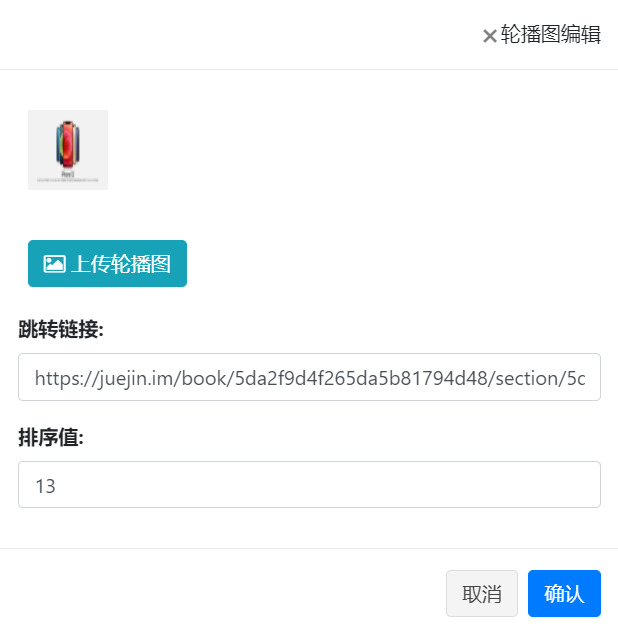 轮播图编辑
上传轮播图
跳转链接:
https://juejin.im/book/5da2f9d4f265da5b81794d48/section/5c
排序值:
13
取消
确认